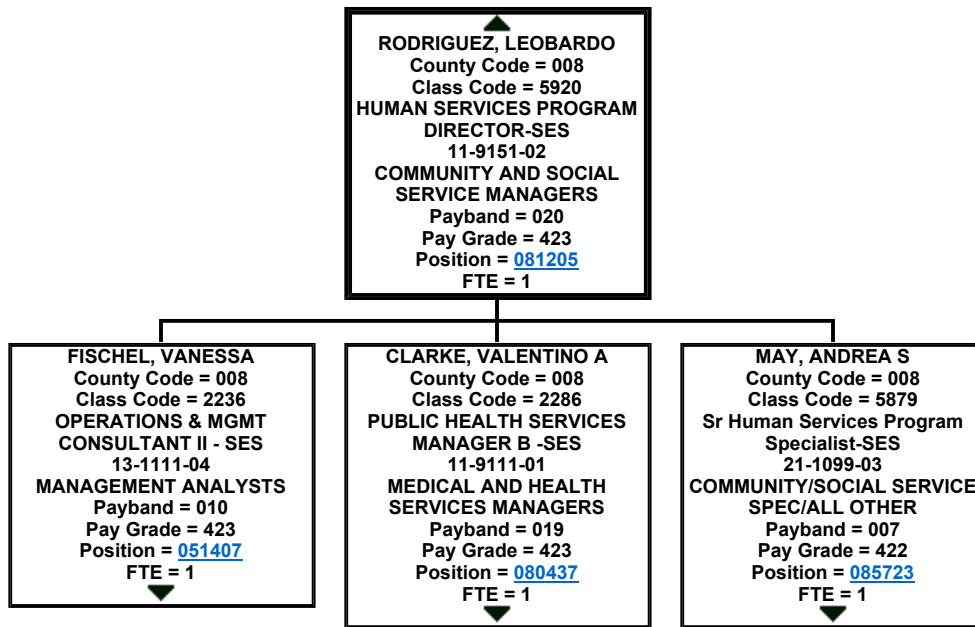 RODRIGUEZ, LEOBARDO
County Code = 008
Class Code = 5920
HUMAN SERVICES PROGRAM
DIRECTOR-SES
11-9151-02
COMMUNITY AND SOCIAL
SERVICE MANAGERS
Payband = 020
Pay Grade = 423
Position = 081205
FTE = 1
FISCHEL, VANESSA
County Code = 008
Class Code = 2236
OPERATIONS & MGMT
CONSULTANT II - SES
13-1111-04
MANAGEMENT ANALYSTS
Payband = 010
Pay Grade = 423
Position = 051407
FTE = 1
CLARKE, VALENTINO A
County Code = 008
Class Code = 2286
PUBLIC HEALTH SERVICES
MANAGER B -SES
11-9111-01
MEDICAL AND HEALTH
SERVICES MANAGERS
Payband = 019
Pay Grade = 423
Position = 080437
FTE = 1
MAY, ANDREA S
County Code = 008
Class Code = 5879
Sr Human Services Program
Specialist-SES
21-1099-03
COMMUNITY/SOCIAL SERVICE
SPEC/ALL OTHER
Payband = 007
Pay Grade = 422
Position = 085723
FTE = 1